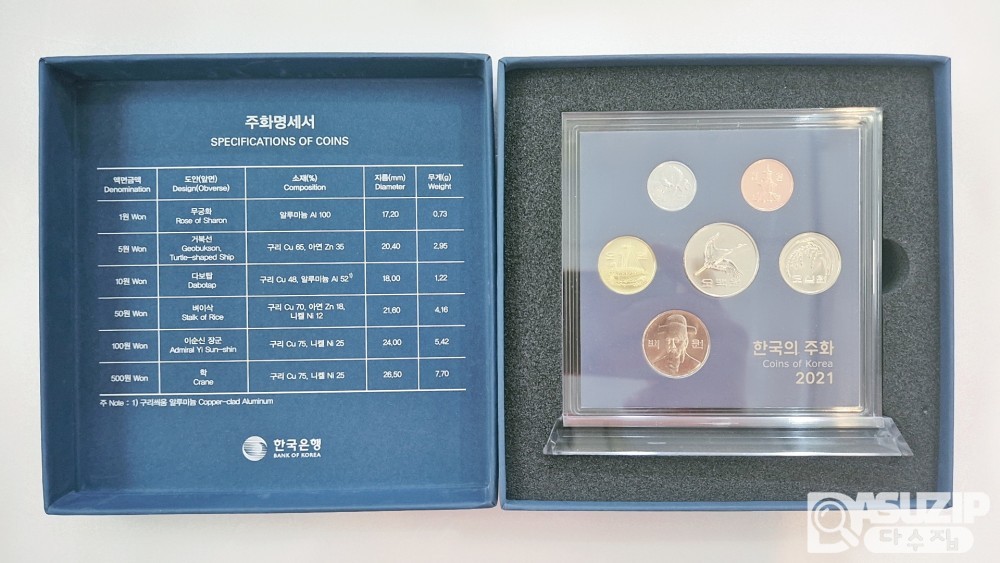 주화명세서
SPECIFICATIONS OF COINS
액면금액 도안(앞면) 소재(%) 지름(mm) 무게(g)
Denomination Design(Obverse) Composition Diameter Weight
1원 Won 무궁화 Rose of Sharon 알루미늄 Al 100 17.20 0.73
5원 Won 거북선 Geobukson, Turtle-shaped Ship 구리 Cu 65, 아연 Zn 35 20.40 2.95
10원 Won 다보탑 Dabotap 구리 Cu 48, 알루미늄 Al 52¹⁾ 18.00 1.22
50원 Won 벼이삭 Stalk of Rice 구리 Cu 70, 아연 Zn 18, 니켈 Ni 12 21.60 4.16
100원 Won 이순신 장군 Admiral Yi Sun-shin 구리 Cu 75, 니켈 Ni 25 24.00 5.42
500원 Won 학 Crane 구리 Cu 75, 니켈 Ni 25 26.50 7.70
주 Note : 1) 구리씌움 알루미늄 Copper-clad Aluminum
한국은행
BANK OF KOREA
오백원
오십원
백원
한국의 주화
Coins of Korea
2021
DASUZIP
다수집